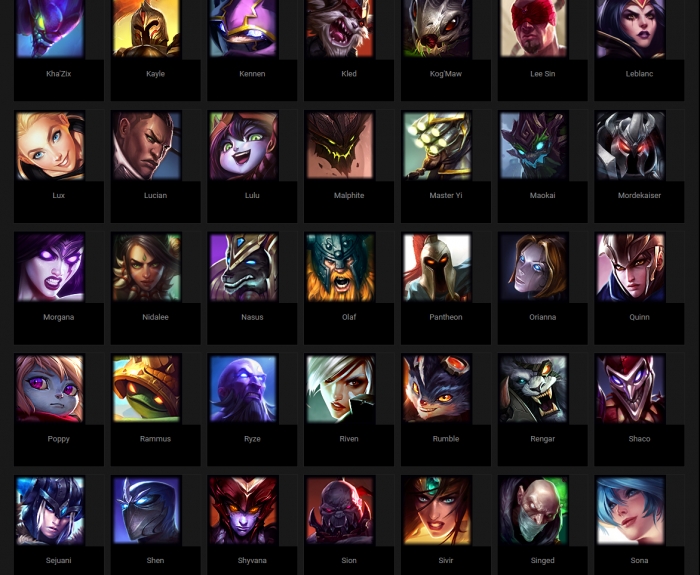 Kha'Zix Kayle Kennen Kled Kog'Maw Lee Sin Leblanc
Lux Lucian Lulu Malphite Master Yi Maokai Mordekaiser
Morgana Nidalee Nasus Olaf Pantheon Orianna Quinn
Poppy Rammus Ryze Riven Rumble Rengar Shaco
Sejuani Shen Shyvana Sion Sivir Singed Sona